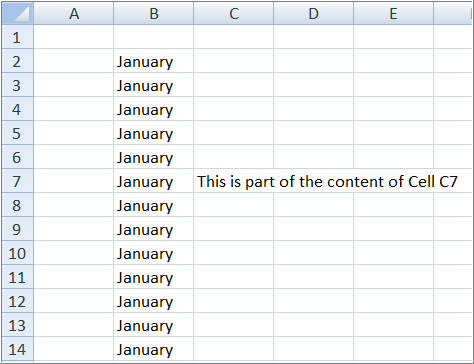 A B C D E
1
2 January
3 January
4 January
5 January
6 January
7 January This is part of the content of Cell C7
8 January
9 January
10 January
11 January
12 January
13 January
14 January